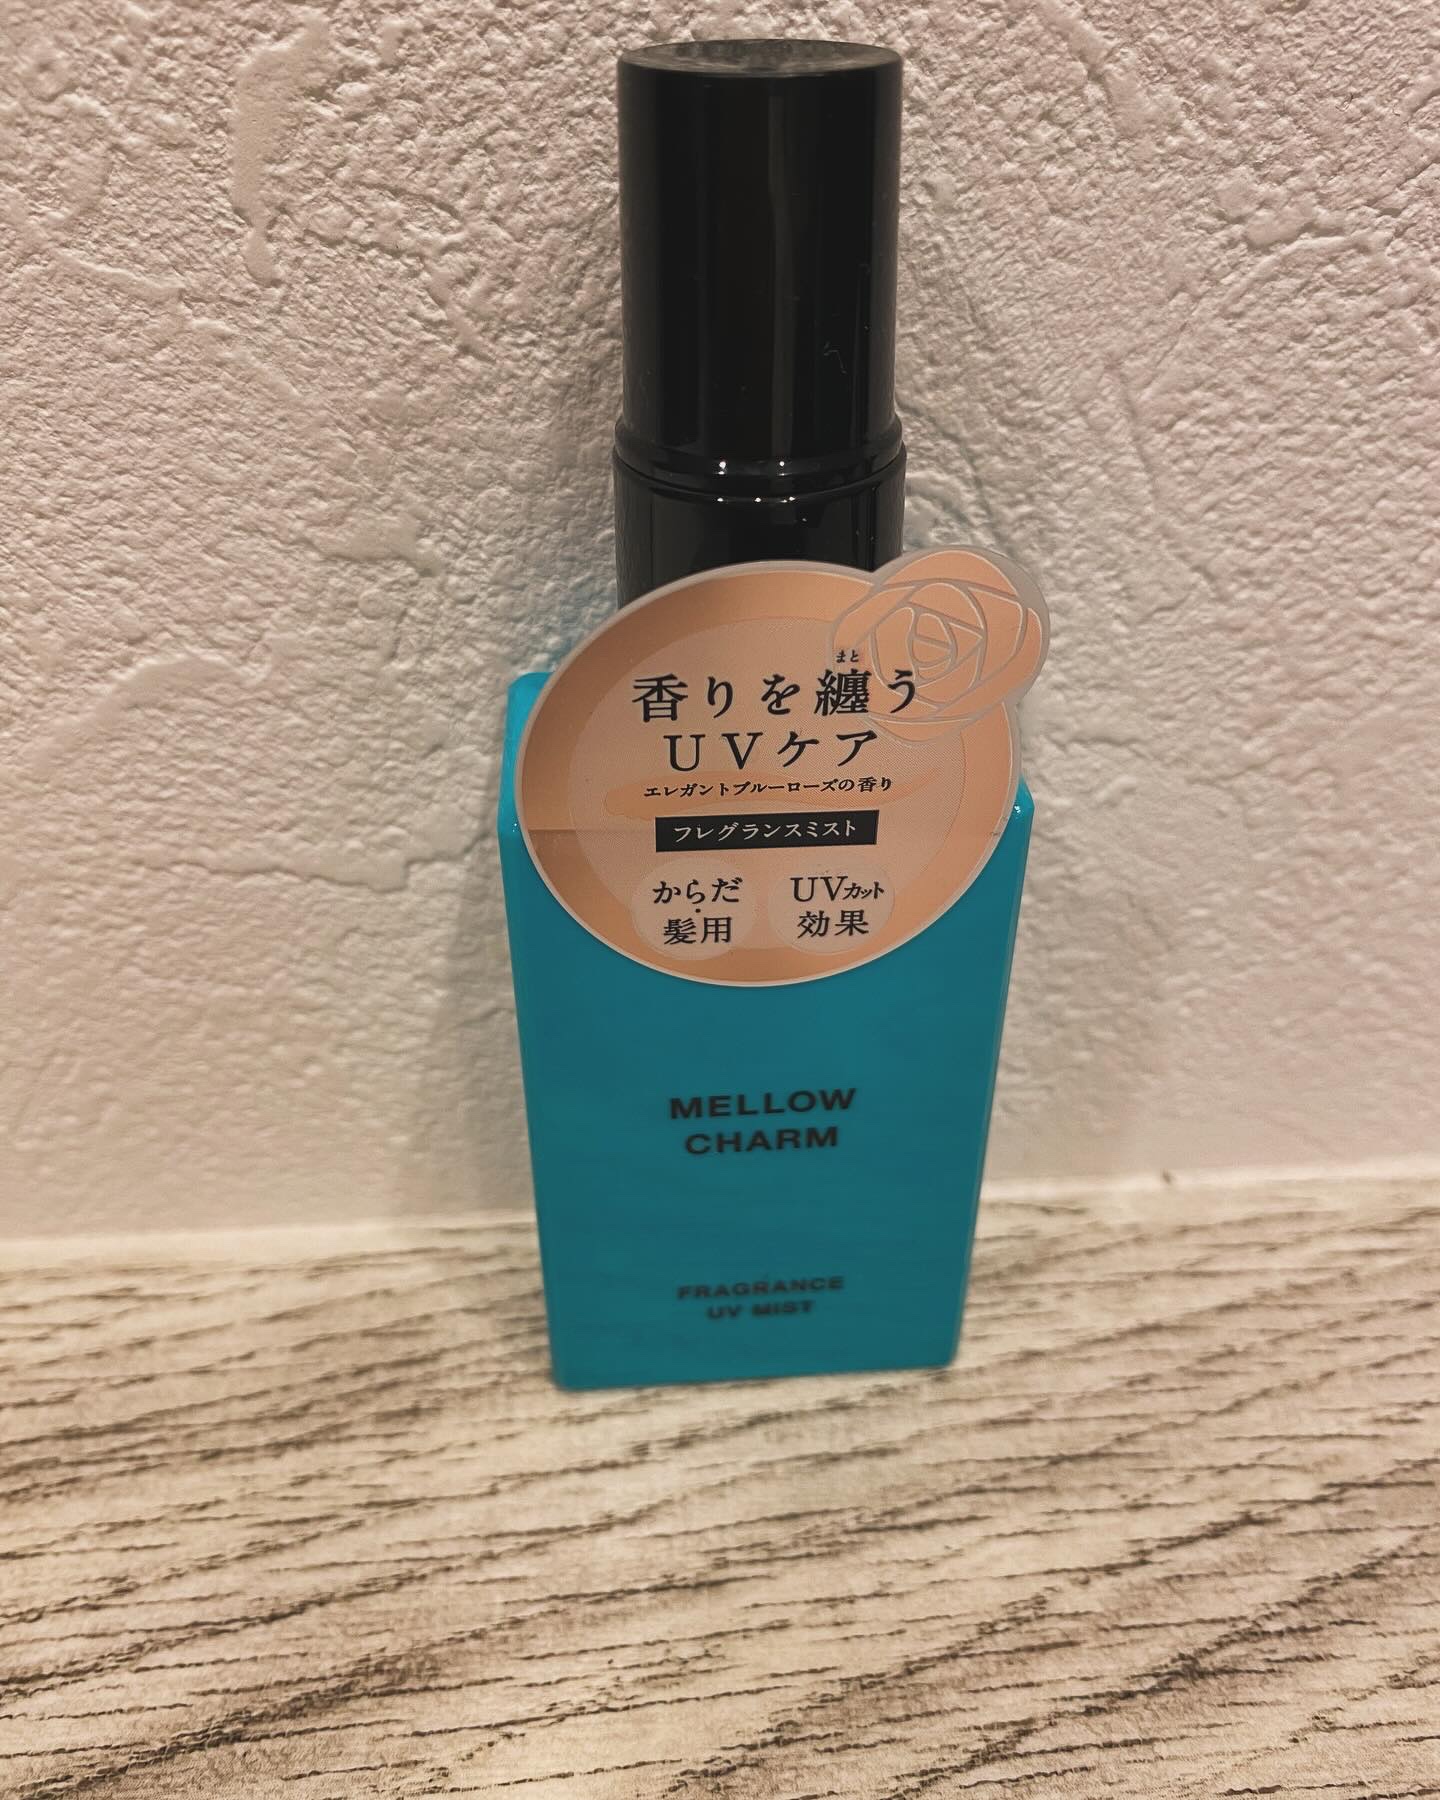 まと
香りを纏う
UVケア
エレガントブルーローズの香り
フレグランスミスト
からだ・髪用
UVカット効果
MELLOW
CHARM
FRAGRANCE
UV MIST